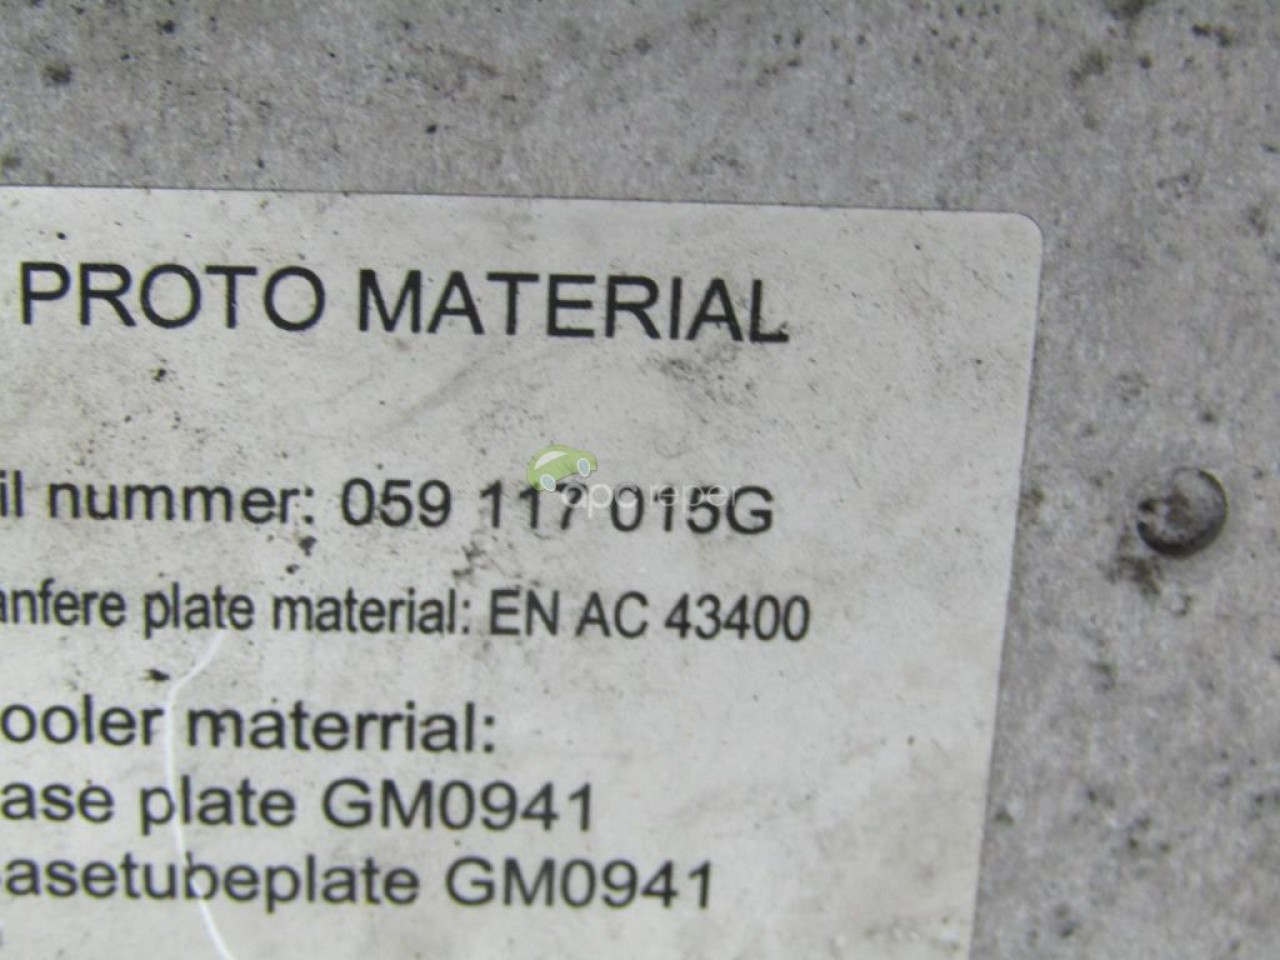 PROTO MATERIAL
il nummer: 059 117 015G
anfere plate material: EN AC 43400
ooler materrial:
ase plate GM0941
asetubeplate GM0941